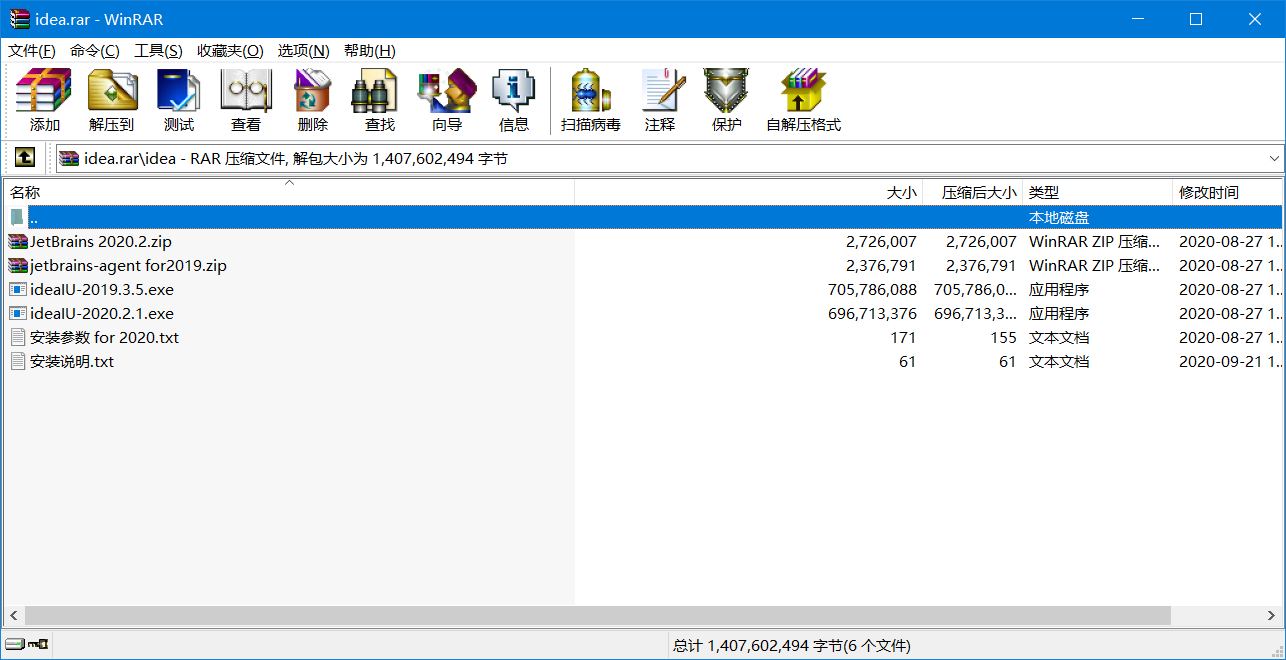 idea.rar - WinRAR
文件(F) 命令(C) 工具(S) 收藏夹(O) 选项(N) 帮助(H)
添加 解压到 测试 查看 删除 查找 向导 信息 扫描病毒 注释 保护 自解压格式
idea.rar\idea - RAR 压缩文件, 解包大小为 1,407,602,494 字节
名称 大小 压缩后大小 类型 修改时间
.. 本地磁盘
JetBrains 2020.2.zip 2,726,007 2,726,007 WinRAR ZIP 压缩... 2020-08-27 1...
jetbrains-agent for2019.zip 2,376,791 2,376,791 WinRAR ZIP 压缩... 2020-08-27 1...
ideaIU-2019.3.5.exe 705,786,088 705,786,0... 应用程序 2020-08-27 1...
ideaIU-2020.2.1.exe 696,713,376 696,713,3... 应用程序 2020-08-27 1...
安装参数 for 2020.txt 171 155 文本文档 2020-08-27 1...
安装说明.txt 61 61 文本文档 2020-09-21 1...
总计 1,407,602,494 字节(6 个文件)